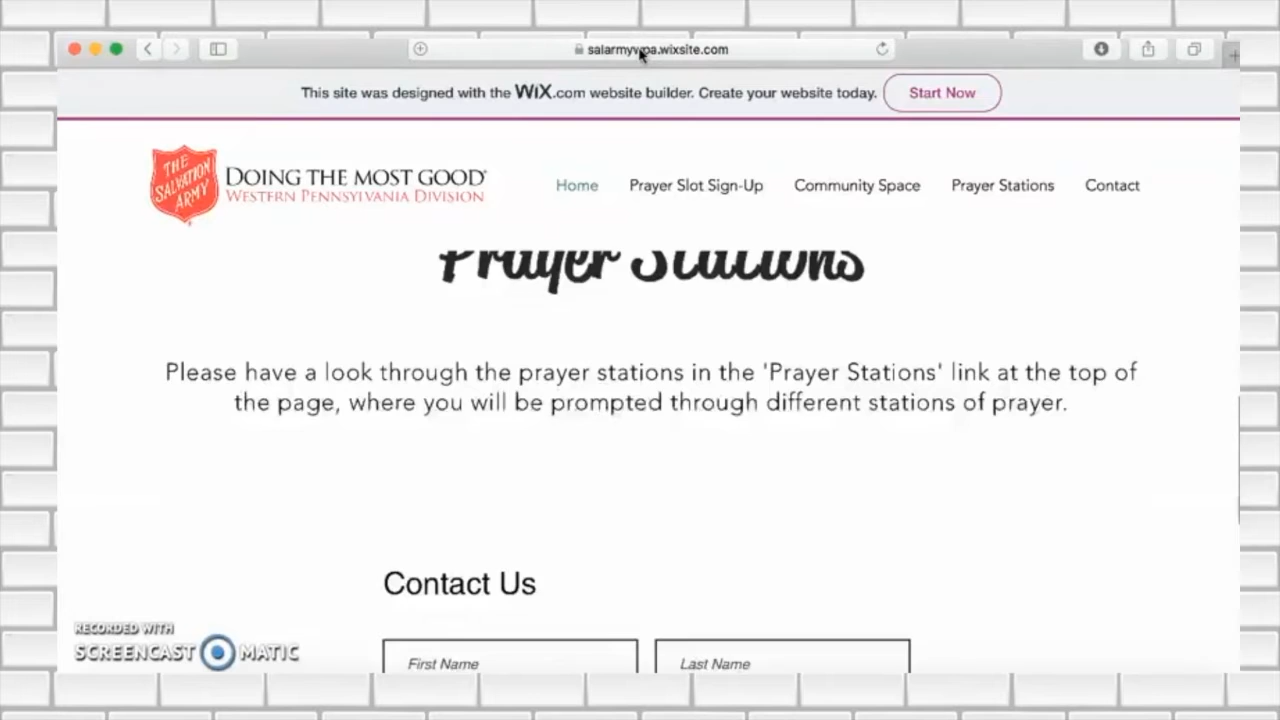 salarmywpa.wixsite.com
This site was designed with the WiX.com website builder. Create your website today.
Start Now
THE
SALVATION
ARMY
DOING THE MOST GOOD®
WESTERN PENNSYLVANIA DIVISION
Home
Prayer Slot Sign-Up
Community Space
Prayer Stations
Contact
Prayer Stations
Please have a look through the prayer stations in the 'Prayer Stations' link at the top of
the page, where you will be prompted through different stations of prayer.
Contact Us
First Name
Last Name
RECORDED WITH
SCREENCAST MATIC